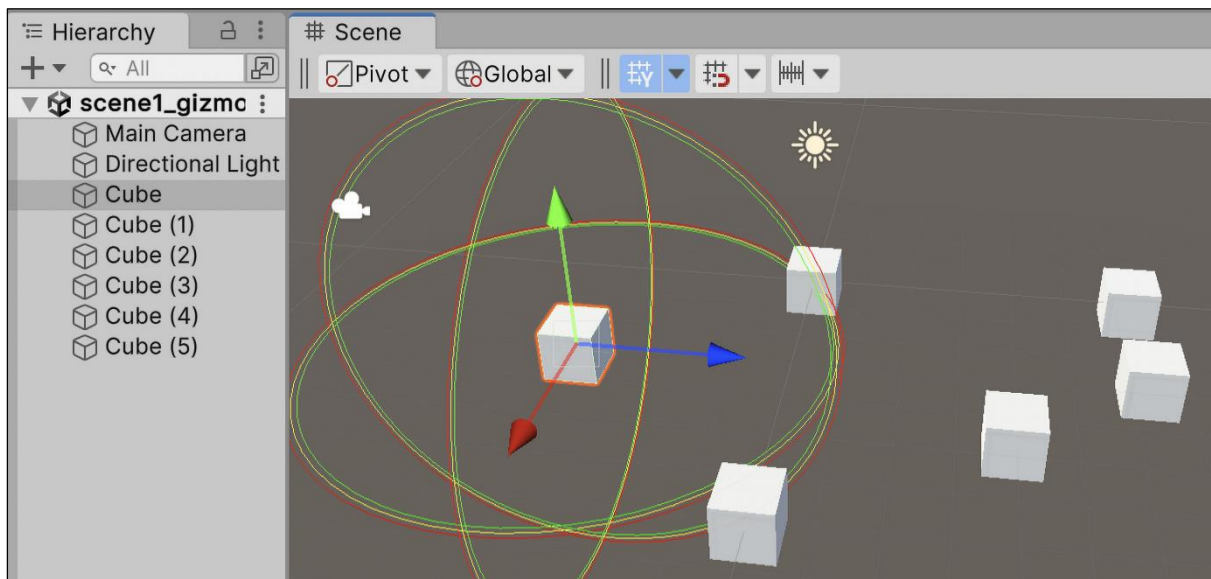 Hierarchy
All
scene1_gizmo
Main Camera
Directional Light
Cube
Cube (1)
Cube (2)
Cube (3)
Cube (4)
Cube (5)
Scene
Pivot Global Y